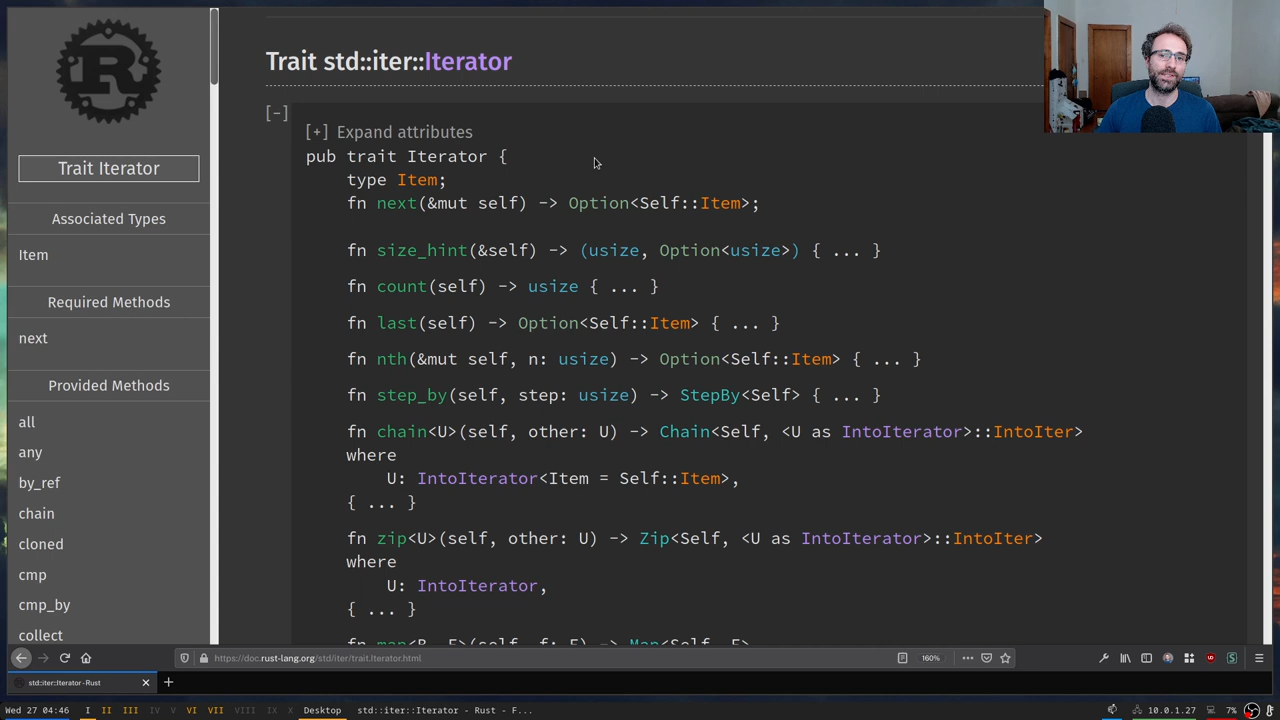 Trait Iterator
Associated Types
Item
Required Methods
next
Provided Methods
all
any
by_ref
chain
cloned
cmp
cmp_by
collect
Trait std::iter::Iterator
[-]
[+] Expand attributes
pub trait Iterator {
type Item;
fn next(&mut self) -> Option<Self::Item>;
fn size_hint(&self) -> (usize, Option<usize>) { ... }
fn count(self) -> usize { ... }
fn last(self) -> Option<Self::Item> { ... }
fn nth(&mut self, n: usize) -> Option<Self::Item> { ... }
fn step_by(self, step: usize) -> StepBy<Self> { ... }
fn chain<U>(self, other: U) -> Chain<Self, <U as IntoIterator>::IntoIter>
where
U: IntoIterator<Item = Self::Item>,
{ ... }
fn zip<U>(self, other: U) -> Zip<Self, <U as IntoIterator>::IntoIter>
where
U: IntoIterator,
{ ... }
fn map<B, F>(self, f: F) -> Map<Self, F>
https://doc.rust-lang.org/std/iter/trait.Iterator.html
160%
std::iter::Iterator - Rust
Wed 27 04:46 I II III IV V VI VII VIII IX X Desktop std::iter::Iterator - Rust - F... 10.0.1.27 7%